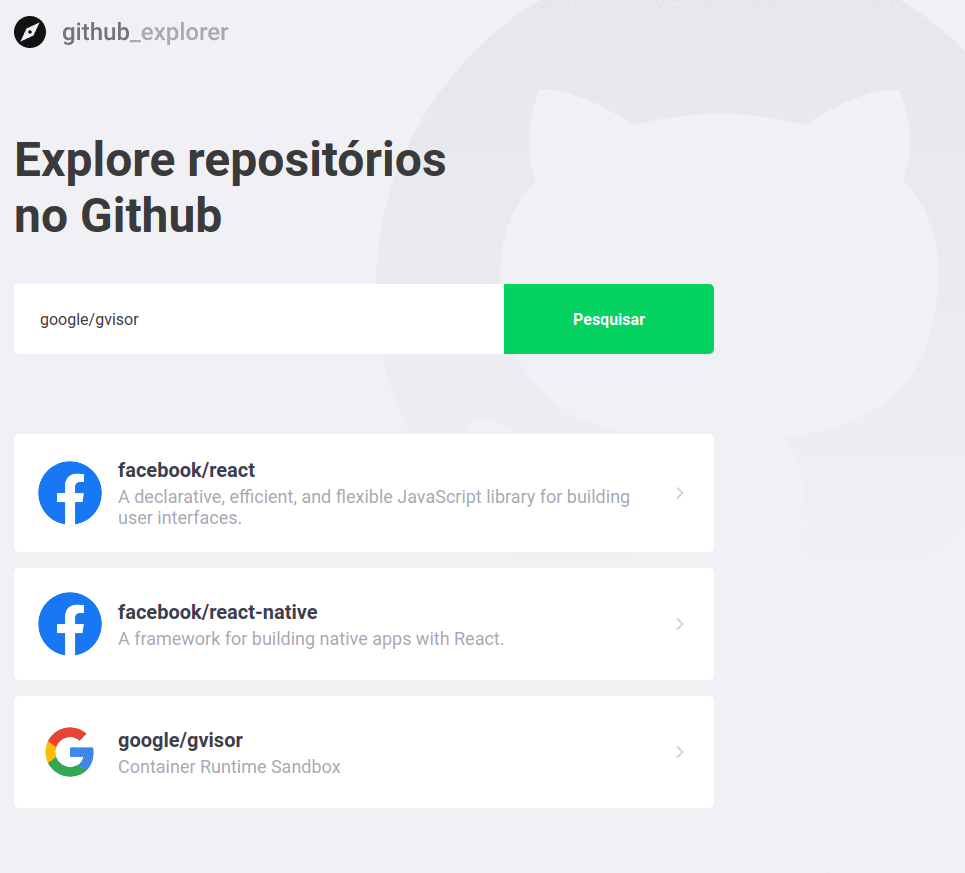 github_explorer
Explore repositórios
no Github
google/gvisor
Pesquisar
facebook/react
A declarative, efficient, and flexible JavaScript library for building
user interfaces.
facebook/react-native
A framework for building native apps with React.
google/gvisor
Container Runtime Sandbox